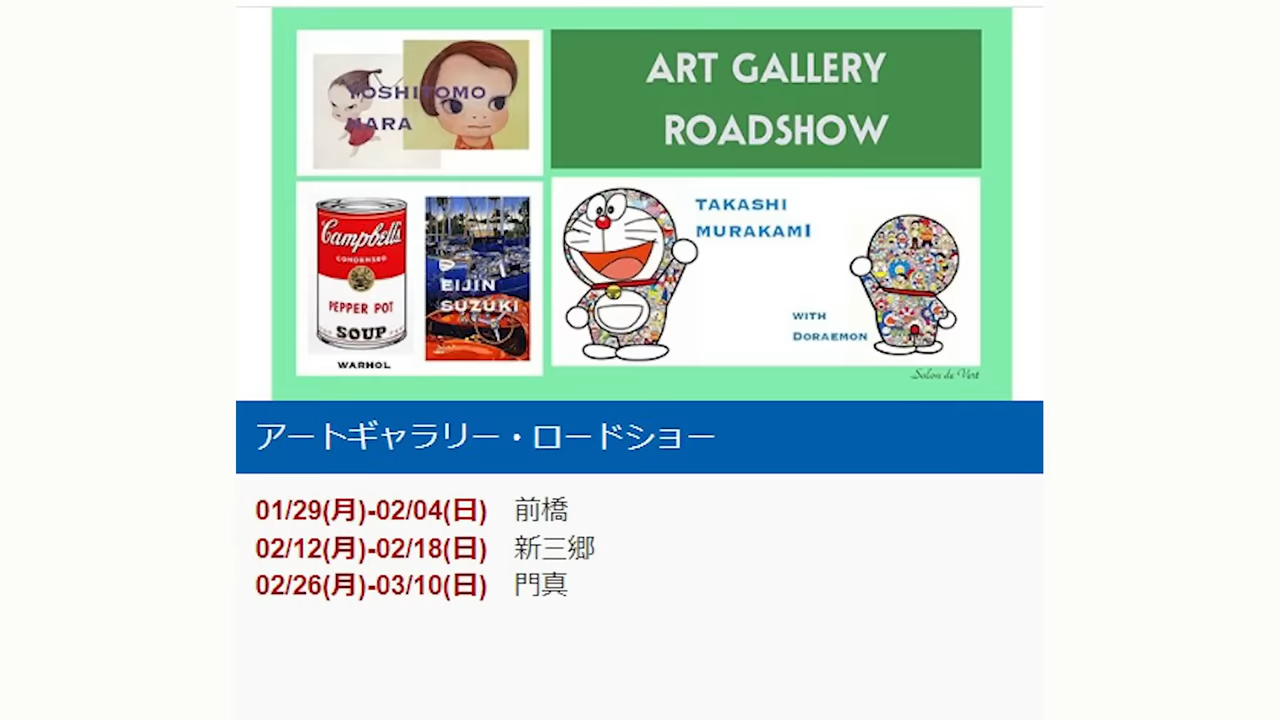 YOSHITOMO
NARA
ART GALLERY
ROADSHOW
Campbell's
CONDENSED
PEPPER POT
SOUP
WARHOL
EIJIN
SUZUKI
TAKASHI
MURAKAMI
WITH
DORAEMON
Salon de Vert
アートギャラリー・ロードショー
01/29(月)-02/04(日) 前橋
02/12(月)-02/18(日) 新三郷
02/26(月)-03/10(日) 門真